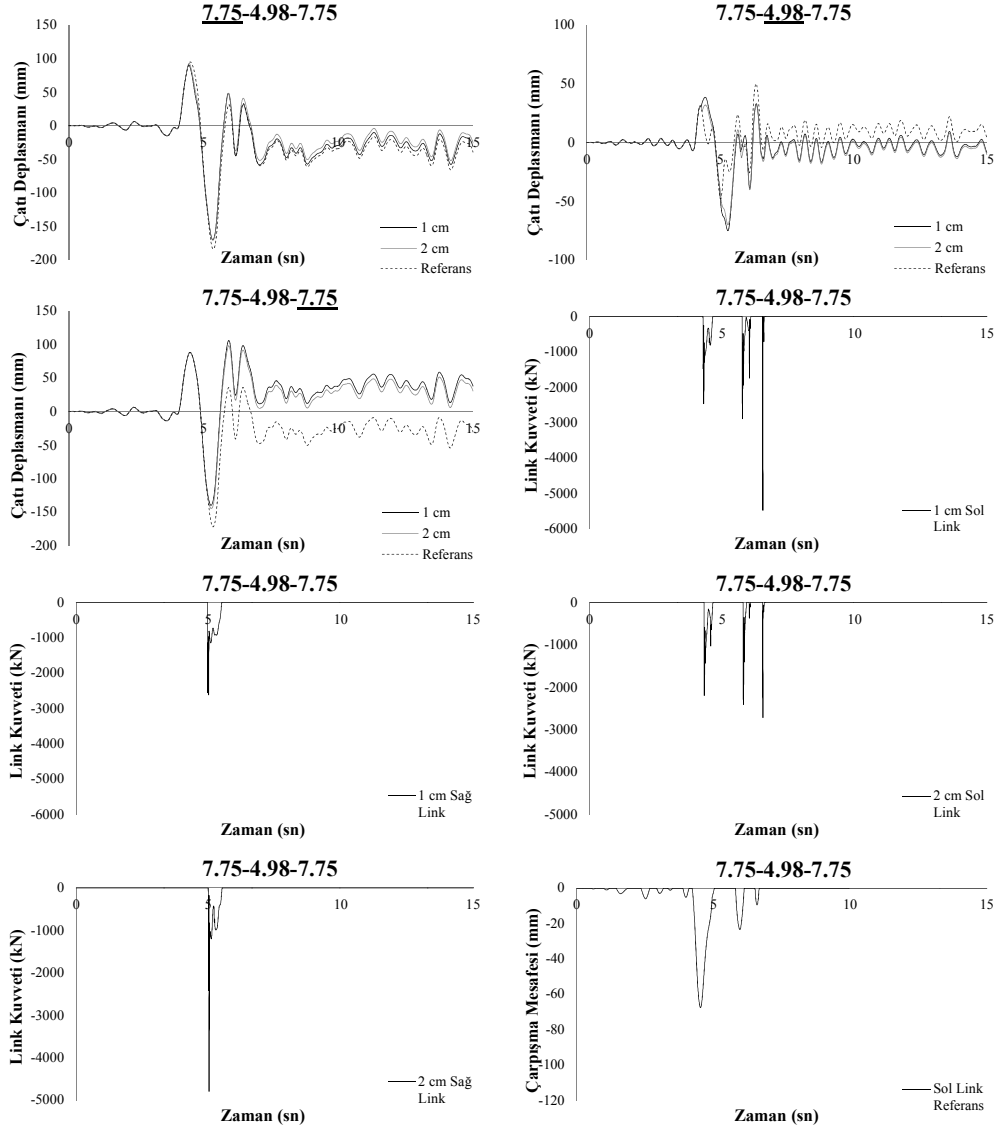 7.75-4.98-7.75
150
100
50
0
-50
-100
-150
-200
0
5
10
15
Çatı Deplasmanı (mm)
Zaman (sn)
1 cm
2 cm
Referans
7.75-4.98-7.75
100
50
0
-50
-100
0
5
10
15
Çatı Deplasmanı (mm)
Zaman (sn)
1 cm
2 cm
Referans
7.75-4.98-7.75
150
100
50
0
-50
-100
-150
-200
0
5
10
15
Çatı Deplasmanı (mm)
Zaman (sn)
1 cm
2 cm
Referans
7.75-4.98-7.75
0
-1000
-2000
-3000
-4000
-5000
-6000
0
5
10
15
Link Kuvveti (kN)
Zaman (sn)
1 cm Sol
Link
7.75-4.98-7.75
0
-1000
-2000
-3000
-4000
-5000
-6000
0
5
10
15
Link Kuvveti (kN)
Zaman (sn)
1 cm Sağ
Link
7.75-4.98-7.75
0
-1000
-2000
-3000
-4000
-5000
0
5
10
15
Link Kuvveti (kN)
Zaman (sn)
2 cm Sol
Link
7.75-4.98-7.75
0
-1000
-2000
-3000
-4000
-5000
0
5
10
15
Link Kuvveti (kN)
Zaman (sn)
2 cm Sağ
Link
7.75-4.98-7.75
0
-20
-40
-60
-80
-100
-120
0
5
10
15
Çarpışma Mesafesi (mm)
Zaman (sn)
Sol Link
Referans